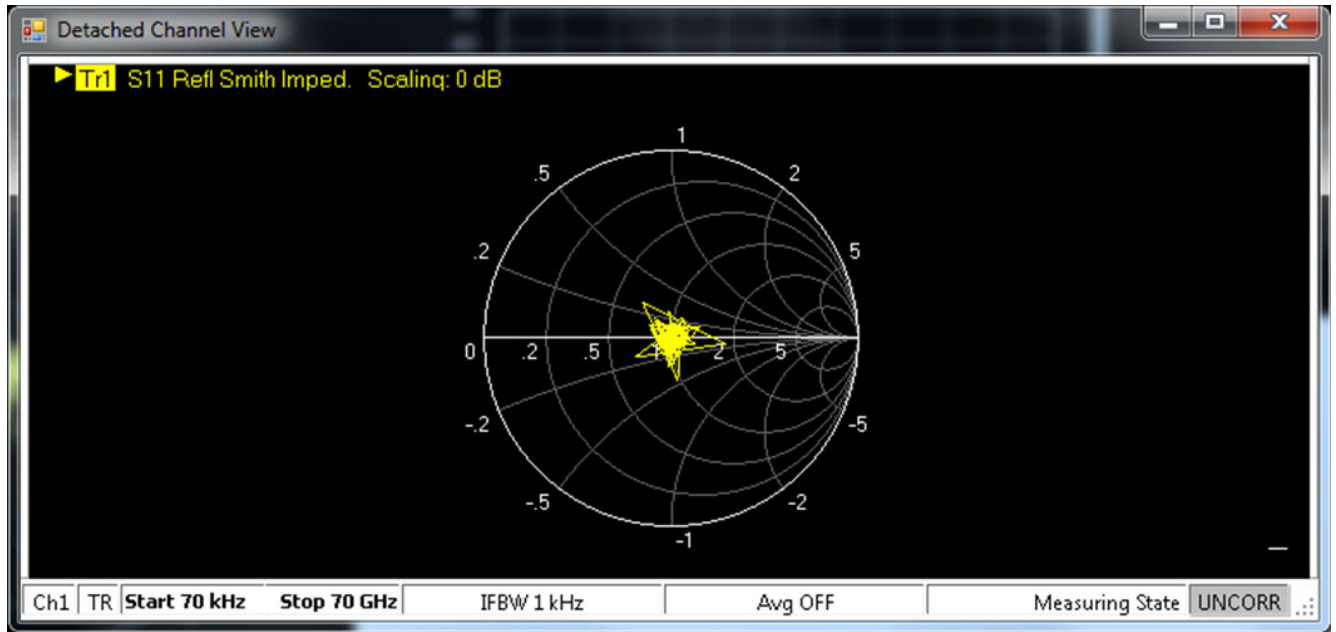 Detached Channel View
Tr1 S11 Refl Smith Imped. Scaling: 0 dB
1
.5 2
.2 5
0 .2 .5 1 2 5
-.2 -5
-.5 -2
-1
Ch1 TR Start 70 kHz Stop 70 GHz IFBW 1 kHz Avg OFF Measuring State UNCORR